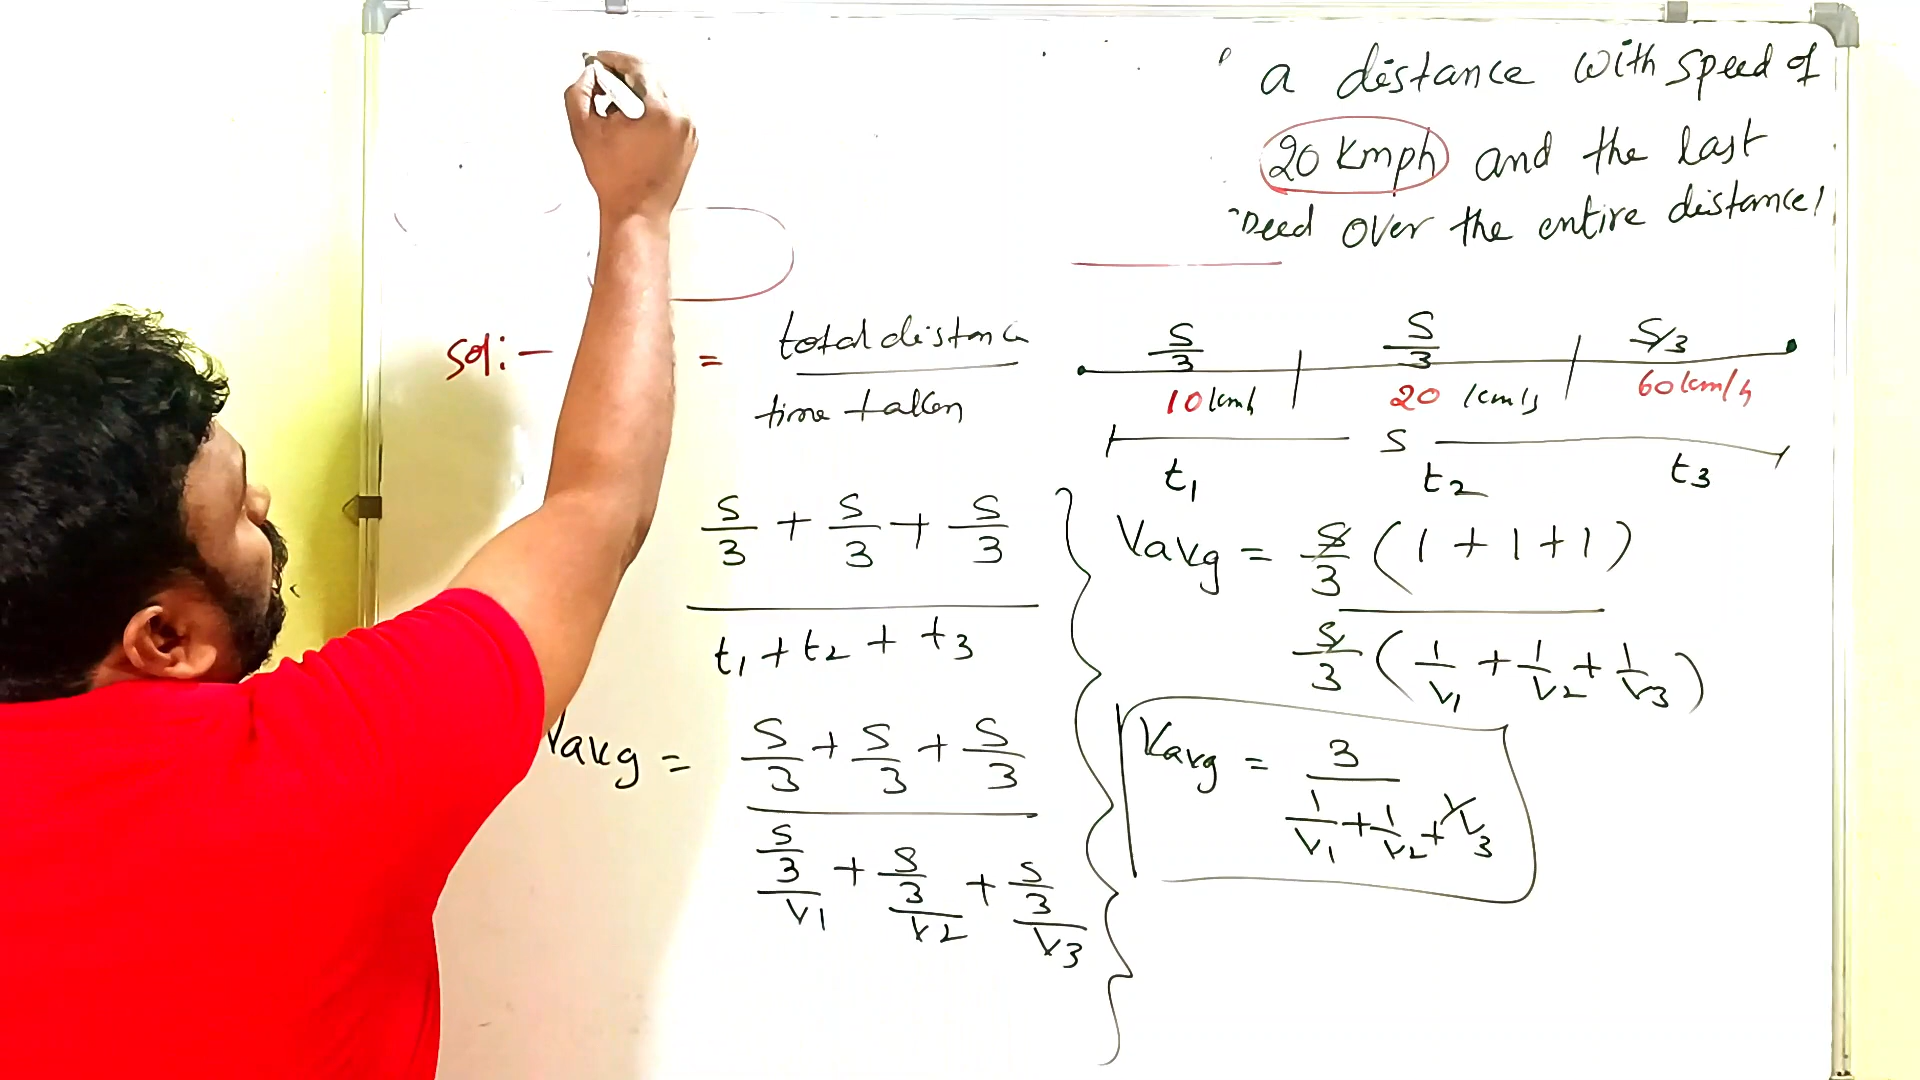 a distance with speed of
20 Kmph and the last
over the entire distance,
Sol:- = total distance
time taken
S/3 S/3 S/3
10 kmh 20 km/s 60 km/h
S
t1 t2 t3
S/3 + S/3 + S/3
t1 + t2 + t3
Vavg = S/3 (1 + 1 + 1)
S/3 (1/V1 + 1/V2 + 1/V3)
Vavg = S/3 + S/3 + S/3
S/3/V1 + S/3/V2 + S/3/V3
Vavg = 3
1/V1 + 1/V2 + 1/V3